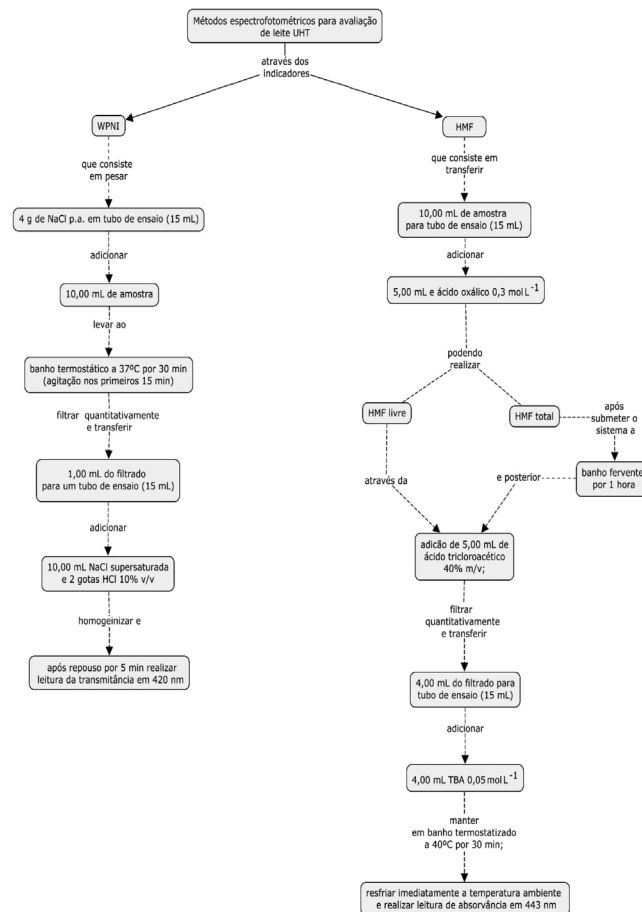 Métodos espectrofotométricos para avaliação
de leite UHT
através dos
indicadores
WPNI
que consiste
em pesar
4 g de NaCl p.a. em tubo de ensaio (15 mL)
adicionar
10,00 mL de amostra
levar ao
banho termostático a 37ºC por 30 min
(agitação nos primeiros 15 min)
filtrar quantitativamente
e transferir
1,00 mL do filtrado
para um tubo de ensaio (15 mL)
adicionar
10,00 mL NaCl supersaturada
e 2 gotas HCl 10% v/v
homogeinizar e
após repouso por 5 min realizar
leitura da transmitância em 420 nm
HMF
que consiste em
transferir
10,00 mL de amostra
para tubo de ensaio (15 mL)
adicionar
5,00 mL e ácido oxálico 0,3 mol L⁻¹
podendo
realizar
HMF livre
através da
HMF total
após
submeter o
sistema a
banho fervente
por 1 hora
e posterior
adicão de 5,00 mL de
ácido tricloroacético
40% m/v;
filtrar
quantitativamente
e transferir
4,00 mL do filtrado para
tubo de ensaio (15 mL)
adicionar
4,00 mL TBA 0,05 mol L⁻¹
manter
em banho termostatizado
a 40ºC por 30 min;
resfriar imediatamente a temperatura ambiente
e realizar leitura de absorvância em 443 nm